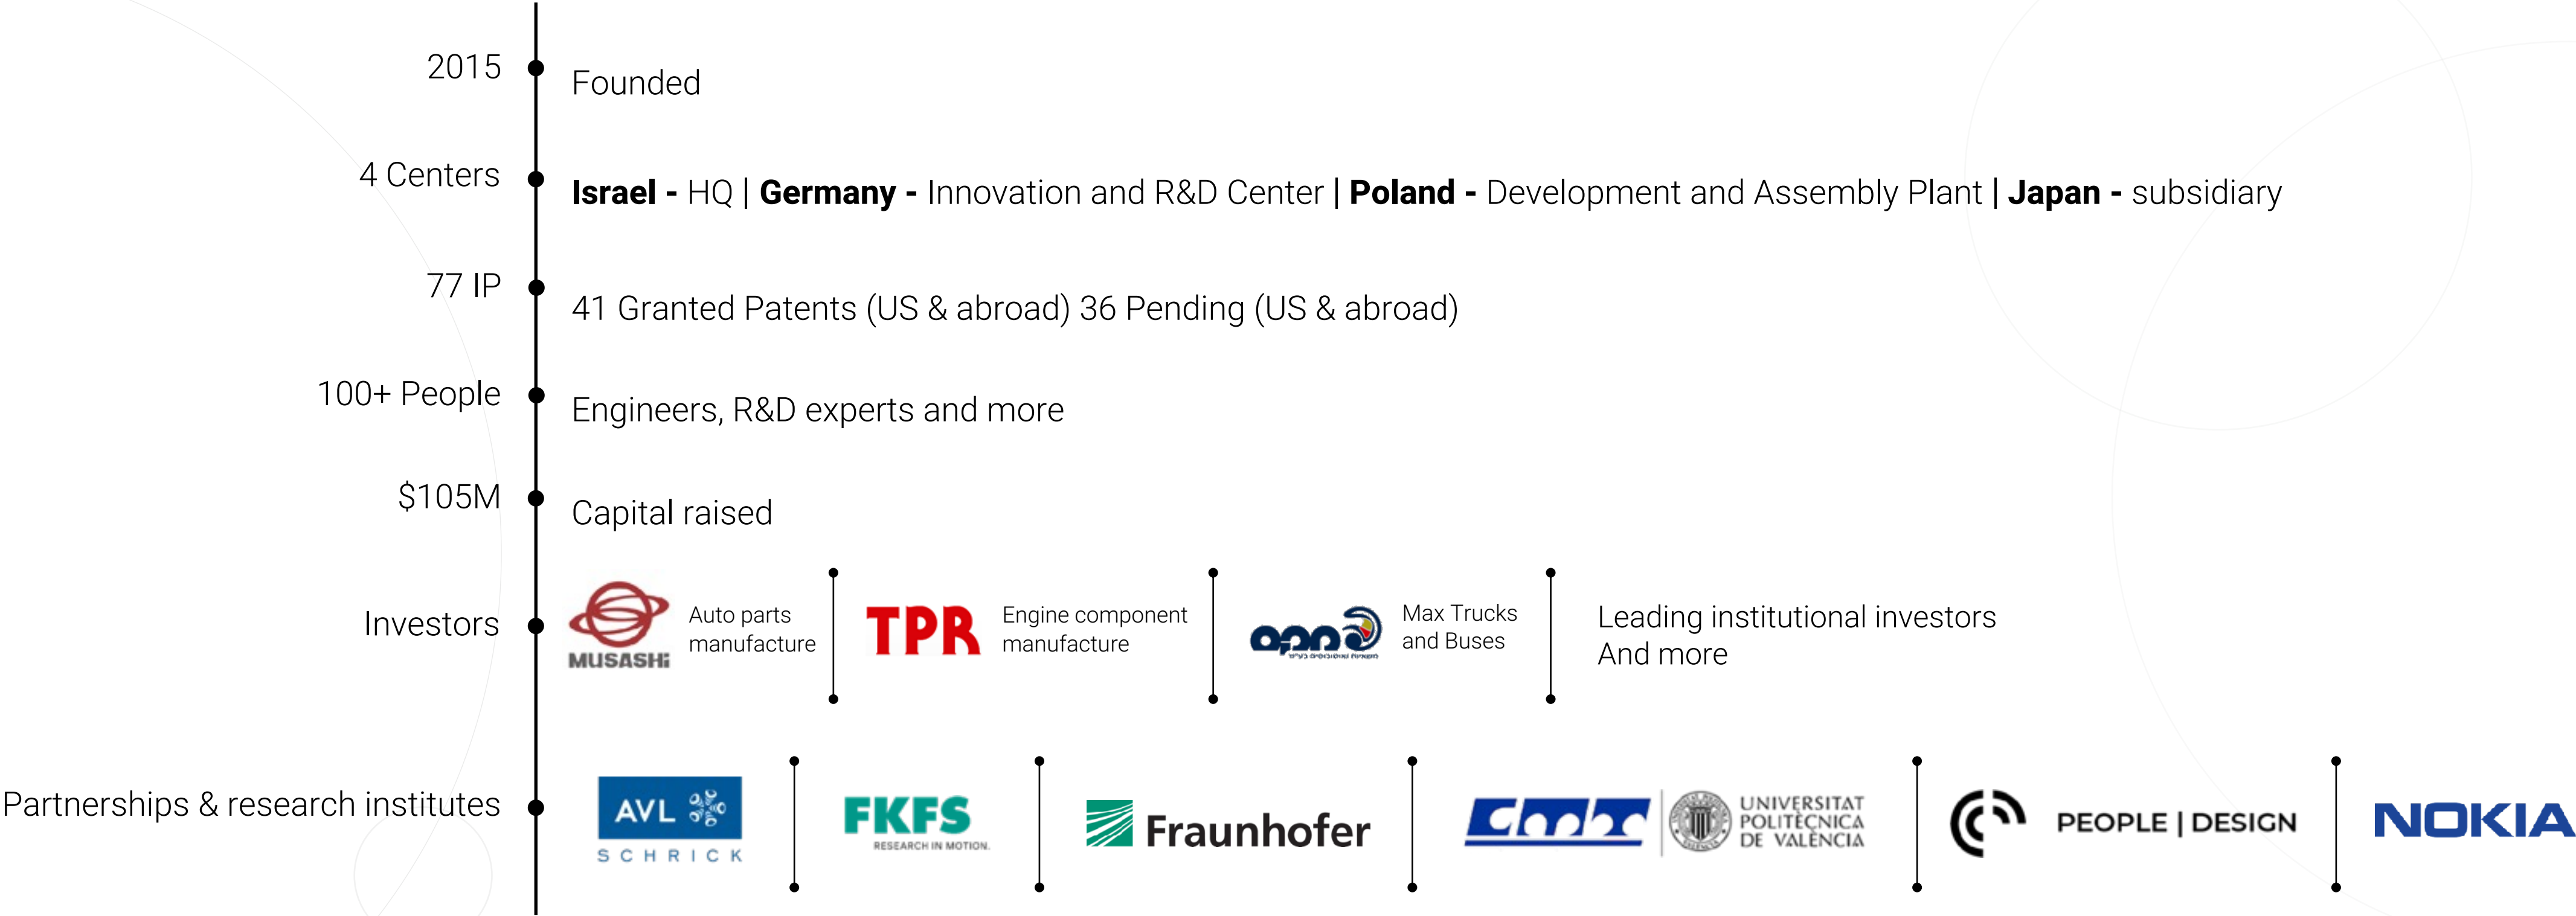 2015
Founded
4 Centers
Israel - HQ | Germany - Innovation and R&D Center | Poland - Development and Assembly Plant | Japan - subsidiary
77 IP
41 Granted Patents (US & abroad) 36 Pending (US & abroad)
100+ People
Engineers, R&D experts and more
$105M
Capital raised
Investors
MUSASHi
Auto parts
manufacture
TPR
Engine component
manufacture
Max Trucks
and Buses
Leading institutional investors
And more
Partnerships & research institutes
AVL
SCHRICK
FKFS
RESEARCH IN MOTION.
Fraunhofer
UNIVERSITAT
POLITÈCNICA
DE VALÈNCIA
PEOPLE | DESIGN
NOKIA